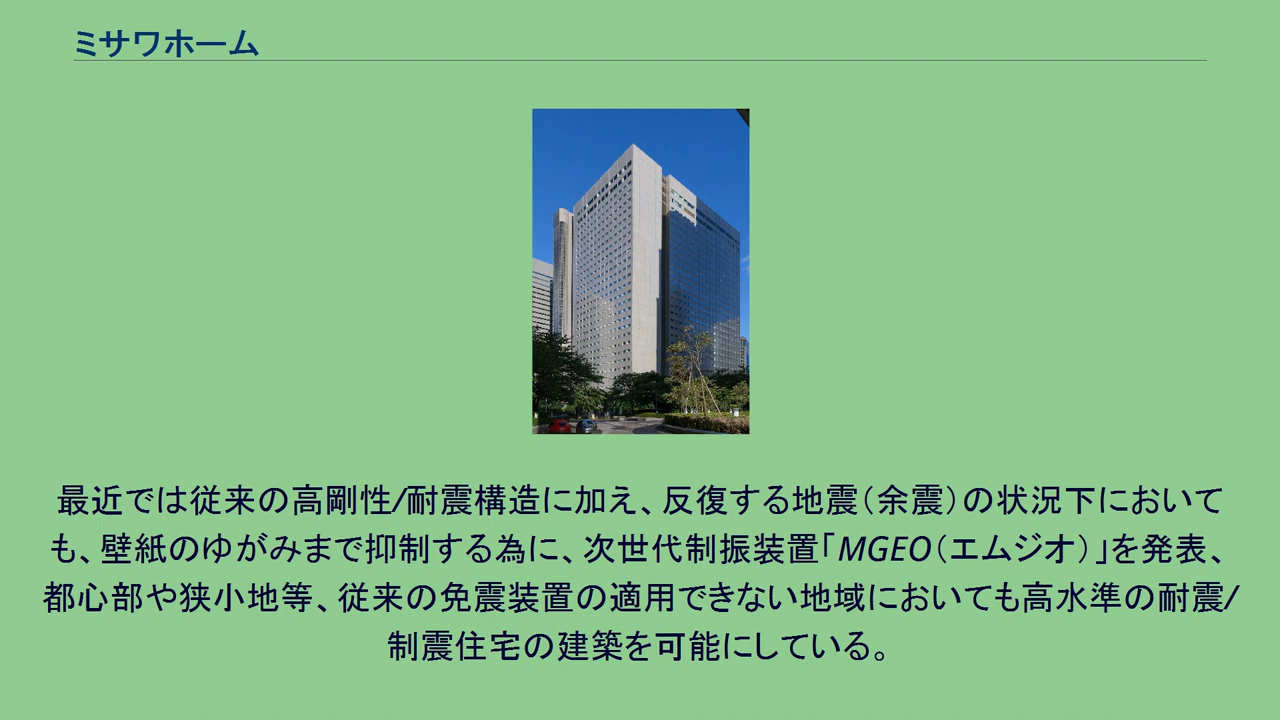 ミサワホーム
最近では従来の高剛性/耐震構造に加え、反復する地震（余震）の状況下において
も、壁紙のゆがみまで抑制する為に、次世代制振装置「MGEO（エムジオ）」を発表、
都心部や狭小地等、従来の免震装置の適用できない地域においても高水準の耐震/
制震住宅の建築を可能にしている。